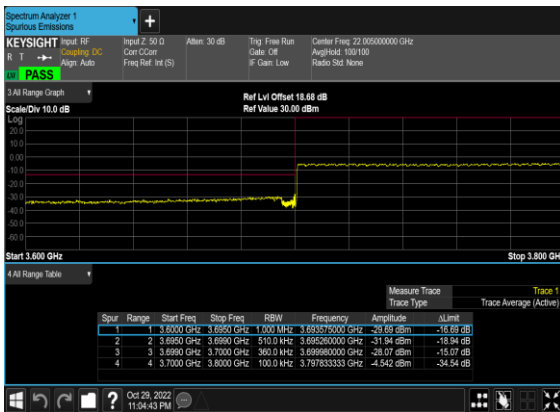 Spectrum Analyzer 1
Spurious Emissions
KEYSIGHT
R T
LV PASS
Input: RF
Coupling: DC
Align: Auto
Input Z: 50 Ω
Corr CCorr
Freq Ref: Int (S)
Atten: 30 dB
Trig: Free Run
Gate: Off
IF Gain: Low
Center Freq: 22.005000000 GHz
Avg|Hold: 100/100
Radio Std: None
3 All Range Graph
Ref Lvl Offset 18.68 dB
Scale/Div 10.0 dB
Ref Value 30.00 dBm
Log
20.0
10.0
0.00
-10.0
-20.0
-30.0
-40.0
-50.0
-60.0
Start 3.600 GHz
Stop 3.800 GH
4 All Range Table
Measure Trace Trace 1
Trace Type Trace Average (Active)
Spur Range Start Freq Stop Freq RBW Frequency Amplitude ΔLimit
1 1 3.6000 GHz 3.6950 GHz 1.000 MHz 3.693575000 GHz -29.69 dBm -16.69 dB
2 2 3.6950 GHz 3.6990 GHz 510.0 kHz 3.695260000 GHz -31.94 dBm -18.94 dB
3 3 3.6990 GHz 3.7000 GHz 360.0 kHz 3.699980000 GHz -28.07 dBm -15.07 dB
4 4 3.7000 GHz 3.8000 GHz 100.0 kHz 3.797833333 GHz -4.542 dBm -34.54 dB
Oct 29, 2022
11:04:43 PM